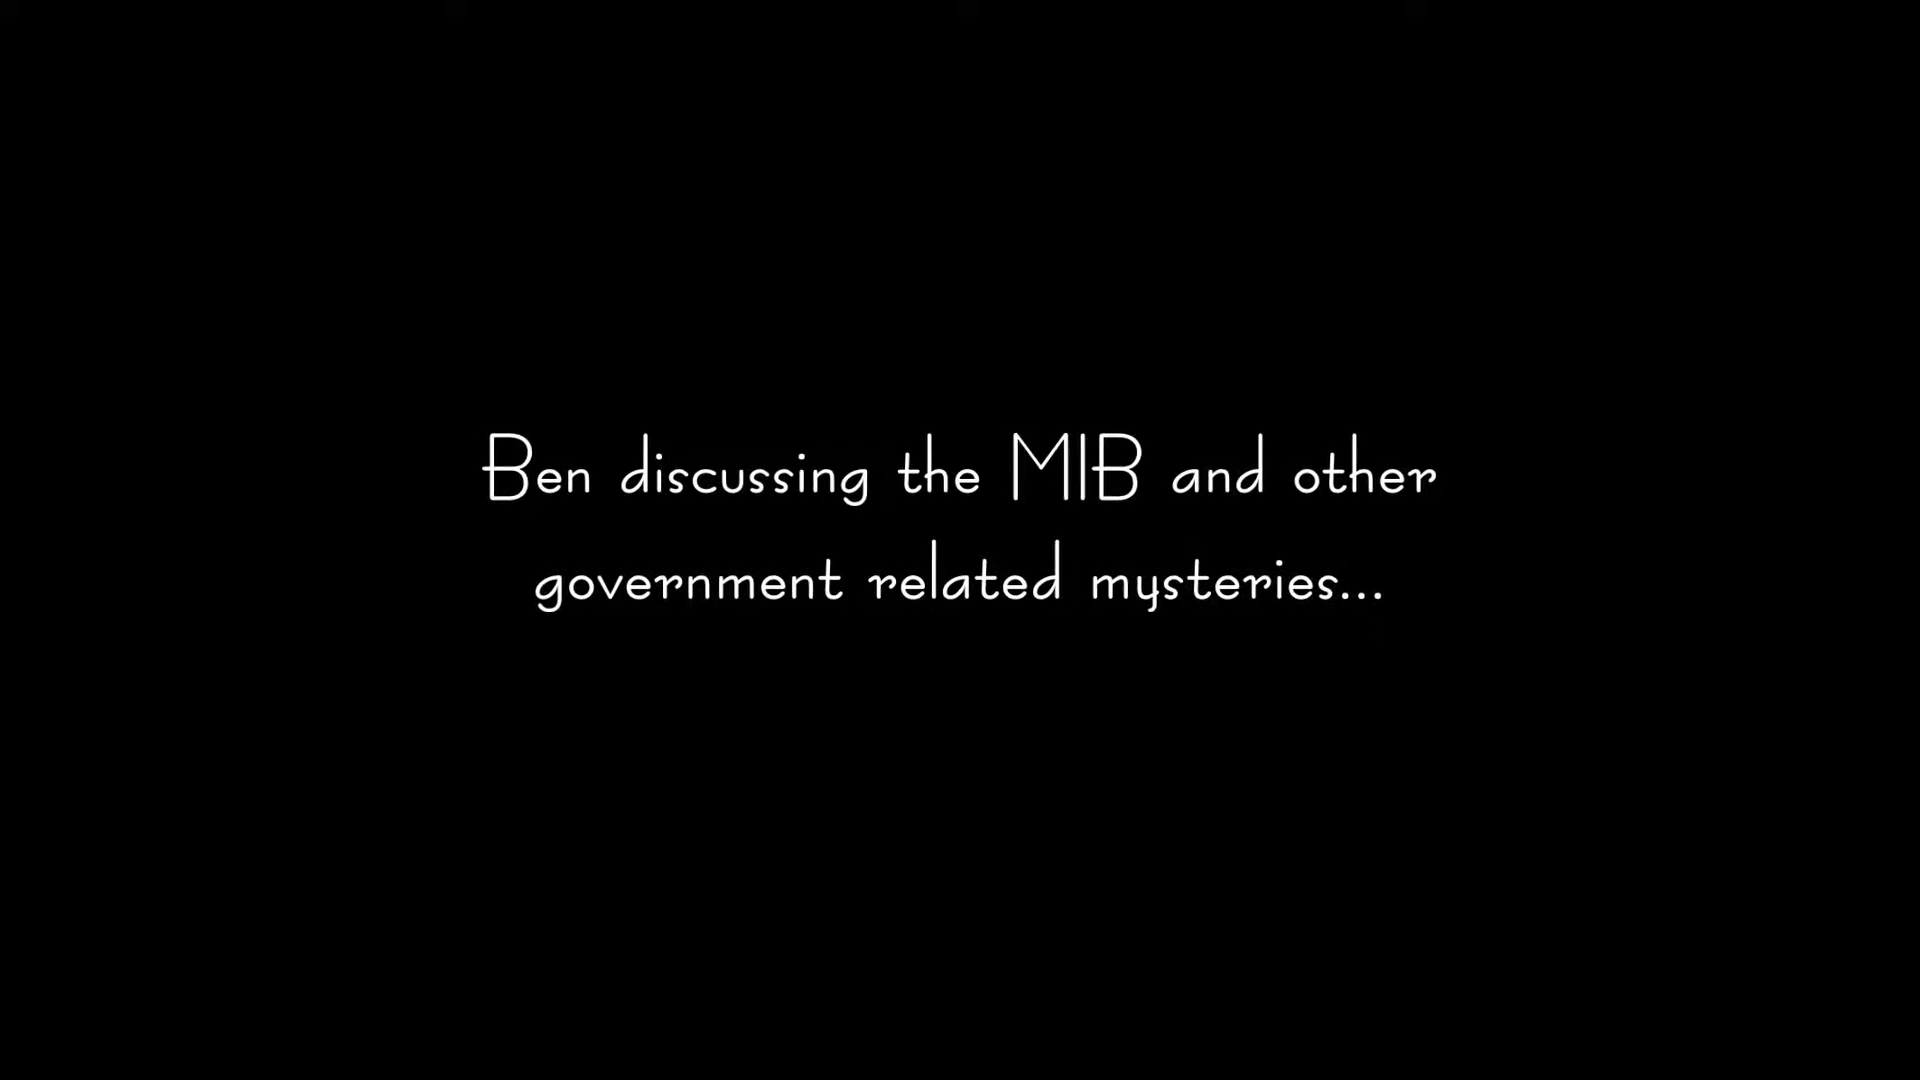 Ben discussing the MIB and other
government related mysteries...